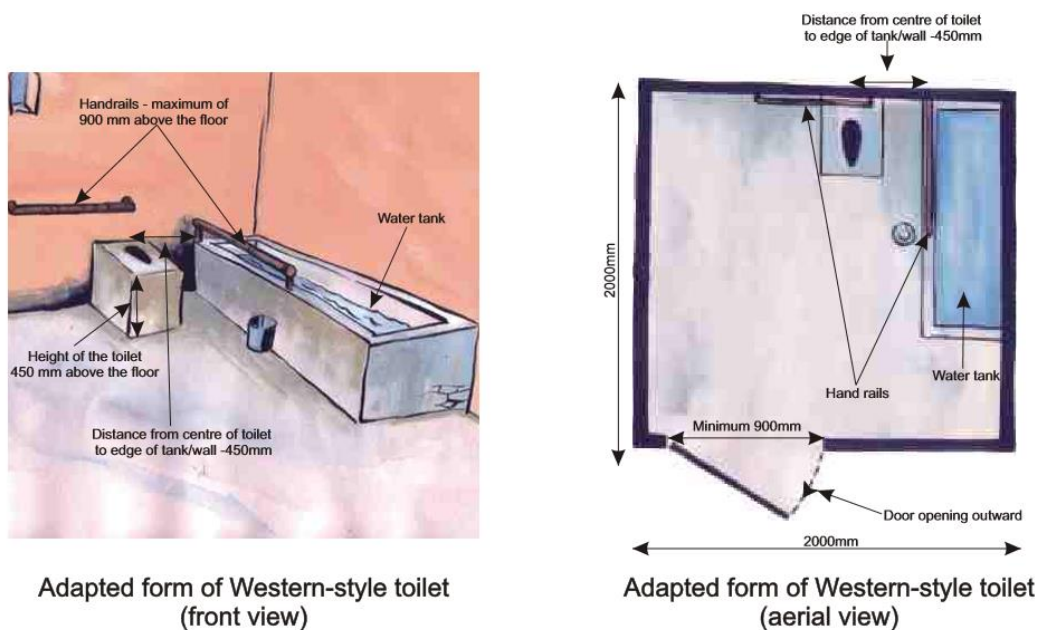 Handrails - maximum of
900 mm above the floor
Water tank
Height of the toilet
450 mm above the floor
Distance from centre of toilet
to edge of tank/wall -450mm
Adapted form of Western-style toilet
(front view)
Distance from centre of toilet
to edge of tank/wall -450mm
2000mm
Water tank
Hand rails
Minimum 900mm
Door opening outward
2000mm
Adapted form of Western-style toilet
(aerial view)